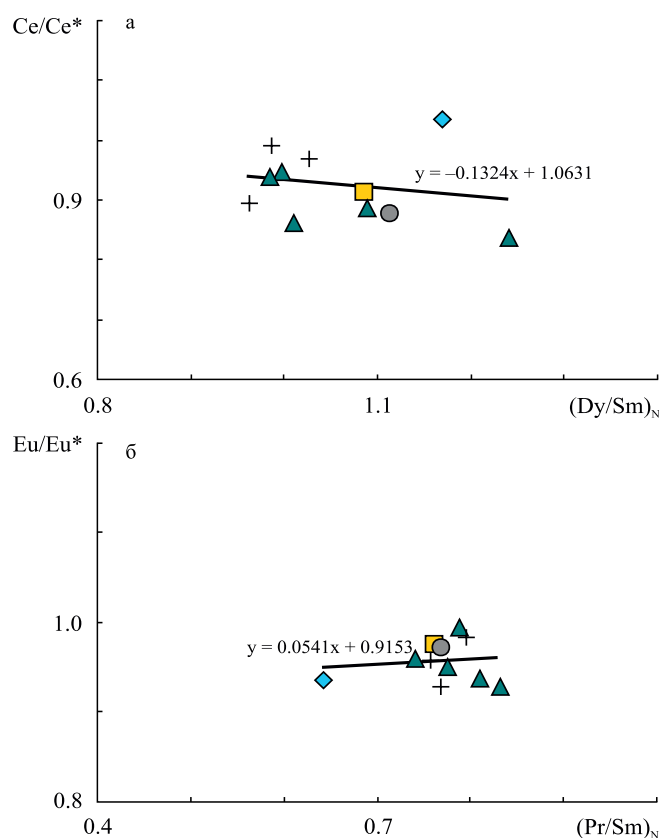 Ce/Ce*
а
y = –0.1324x + 1.0631
0.9
0.6
0.8
1.1
(Dy/Sm)N
Eu/Eu*
б
1.0
y = 0.0541x + 0.9153
0.8
0.4
0.7
(Pr/Sm)N